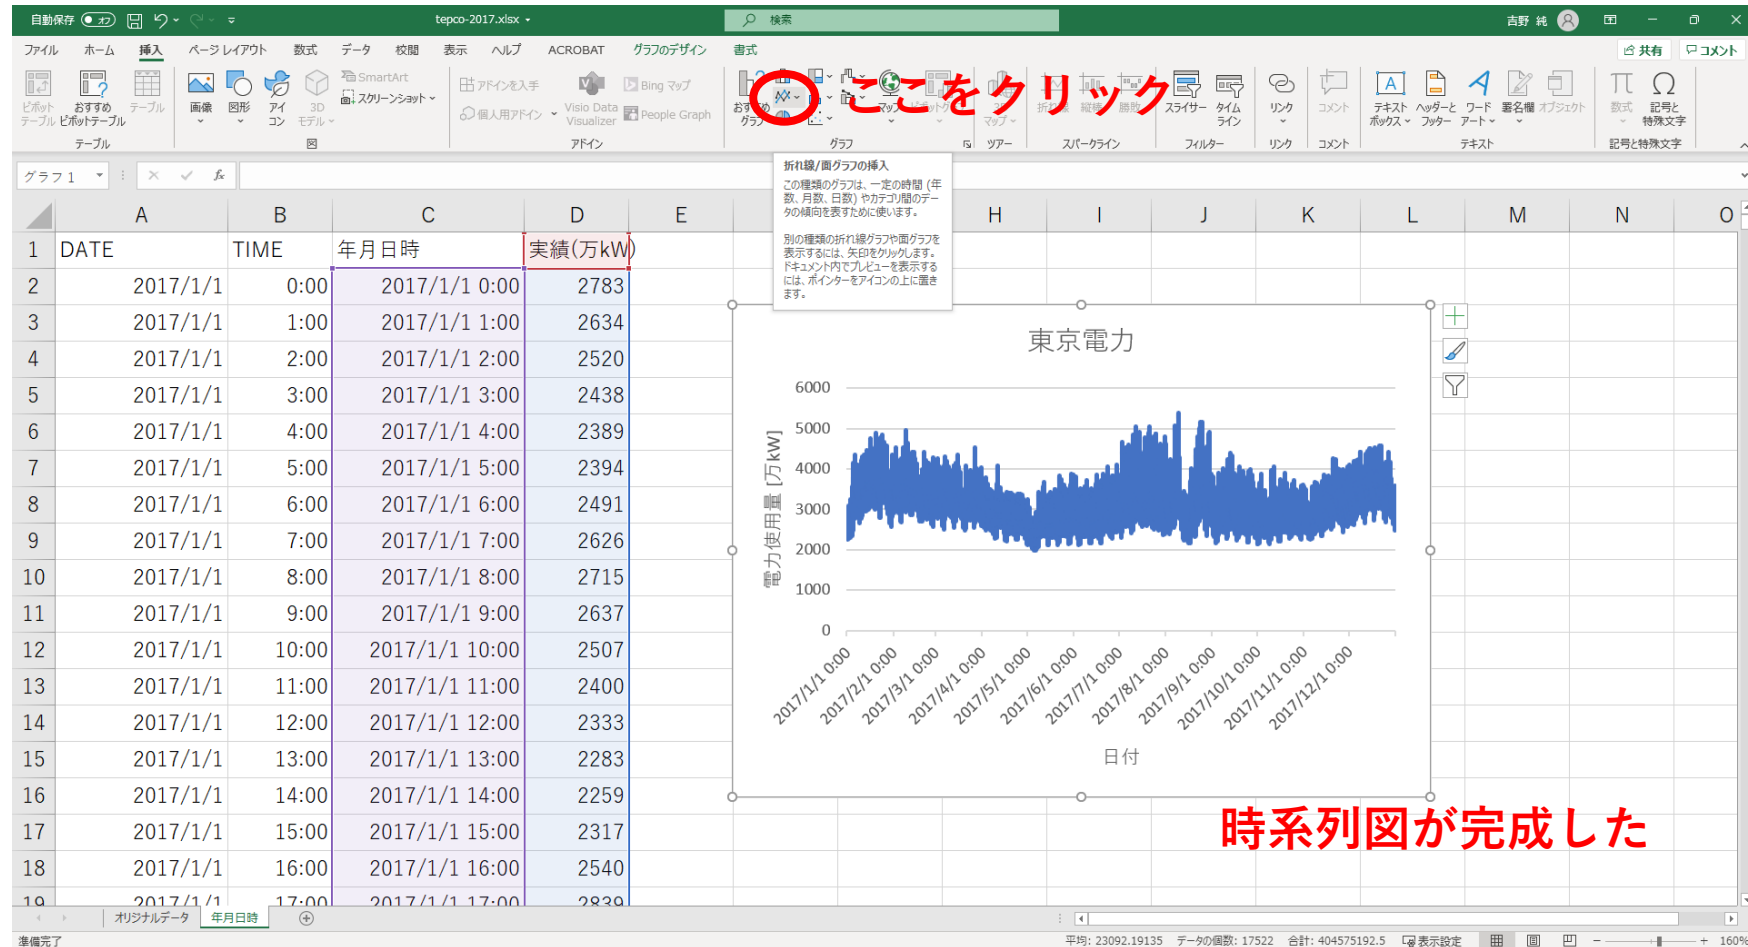 自動保存 オフ tepco-2017.xlsx 検索 吉野 純
ファイル ホーム 挿入 ページ レイアウト 数式 データ 校閲 表示 ヘルプ ACROBAT グラフのデザイン 書式 共有 コメント
ピボットテーブル おすすめピボットテーブル テーブル 画像 図形 アイコン 3Dモデル SmartArt スクリーンショット アドインを入手 個人用アドイン Visio Data Visualizer Bing マップ People Graph おすすめグラフ マップ マップ 折れ線 縦棒 勝敗 スライサー タイムライン リンク コメント テキストボックス ヘッダーとフッター ワードアート 署名欄 オブジェクト 数式 記号と特殊文字
ここをクリック
テーブル 図 アドイン グラフ ツアー スパークライン フィルター リンク コメント テキスト 記号と特殊文字
グラフ 1 fx
折れ線/面グラフの挿入
この種類のグラフは、一定の時間 (年
数、月数、日数) やカテゴリ間のデー
タの傾向を表すために使います。
別の種類の折れ線グラフや面グラフを
表示するには、矢印をクリックします。
ドキュメント内でプレビューを表示する
には、ポインターをアイコンの上に置き
ます。
A B C D E H I J K L M N O
1 DATE TIME 年月日時 実績(万kW)
2 2017/1/1 0:00 2017/1/1 0:00 2783
3 2017/1/1 1:00 2017/1/1 1:00 2634
4 2017/1/1 2:00 2017/1/1 2:00 2520
5 2017/1/1 3:00 2017/1/1 3:00 2438
6 2017/1/1 4:00 2017/1/1 4:00 2389
7 2017/1/1 5:00 2017/1/1 5:00 2394
8 2017/1/1 6:00 2017/1/1 6:00 2491
9 2017/1/1 7:00 2017/1/1 7:00 2626
10 2017/1/1 8:00 2017/1/1 8:00 2715
11 2017/1/1 9:00 2017/1/1 9:00 2637
12 2017/1/1 10:00 2017/1/1 10:00 2507
13 2017/1/1 11:00 2017/1/1 11:00 2400
14 2017/1/1 12:00 2017/1/1 12:00 2333
15 2017/1/1 13:00 2017/1/1 13:00 2283
16 2017/1/1 14:00 2017/1/1 14:00 2259
17 2017/1/1 15:00 2017/1/1 15:00 2317
18 2017/1/1 16:00 2017/1/1 16:00 2540
19 2017/1/1 17:00 2017/1/1 17:00 2839
東京電力
電力使用量 [万kW]
6000
5000
4000
3000
2000
1000
0
2017/1/1 0:00 2017/2/1 0:00 2017/3/1 0:00 2017/4/1 0:00 2017/5/1 0:00 2017/6/1 0:00 2017/7/1 0:00 2017/8/1 0:00 2017/9/1 0:00 2017/10/1 0:00 2017/11/1 0:00 2017/12/1 0:00
日付
時系列図が完成した
オリジナルデータ 年月日時
準備完了 平均: 23092.19135 データの個数: 17522 合計: 404575192.5 表示設定 160%